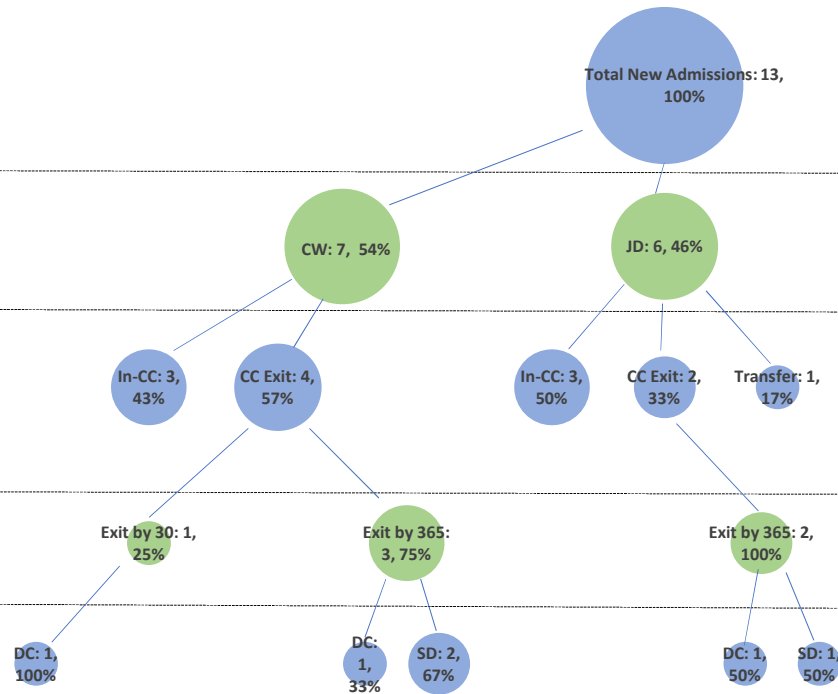 Total New Admissions: 13,
100%
CW: 7, 54%
JD: 6, 46%
In-CC: 3,
43%
CC Exit: 4,
57%
In-CC: 3,
50%
CC Exit: 2,
33%
Transfer: 1,
17%
Exit by 30: 1,
25%
Exit by 365:
3, 75%
Exit by 365: 2,
100%
DC: 1,
100%
DC:
1,
33%
SD: 2,
67%
DC: 1,
50%
SD: 1,
50%